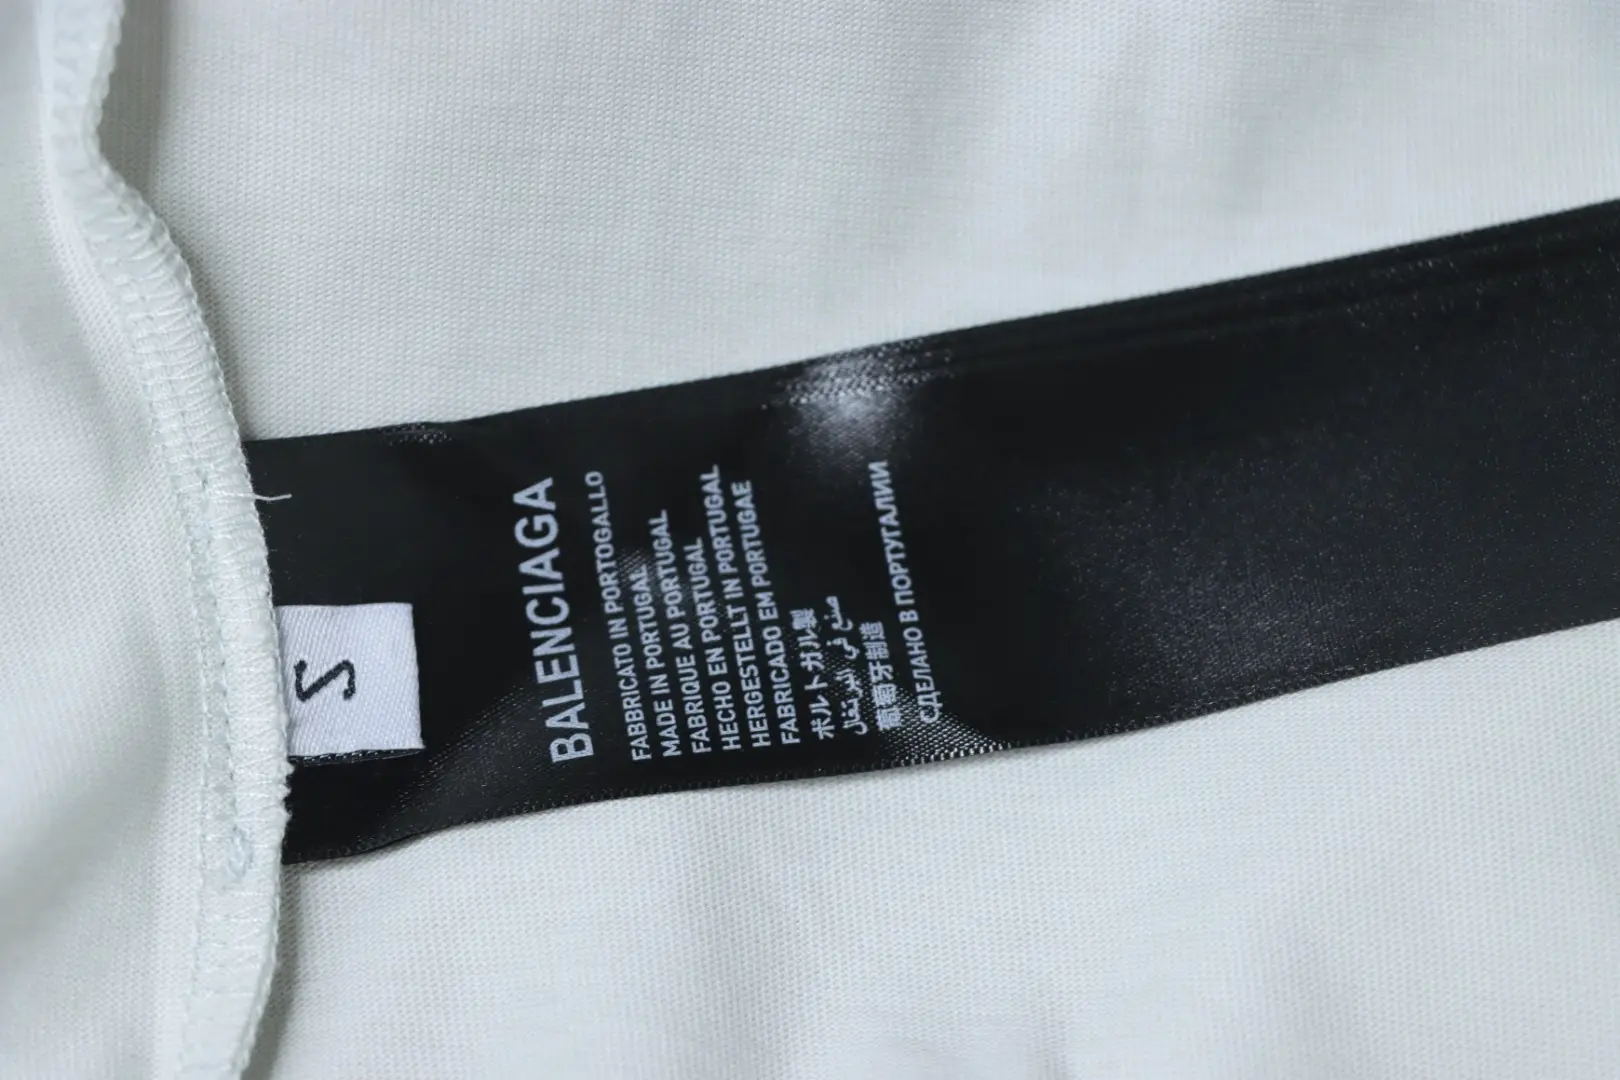 S
BALENCIAGA
FABBRICATO IN PORTOGALLO
MADE IN PORTUGAL
FABRIQUE AU PORTUGAL
HECHO EN PORTUGAL
HERGESTELLT IN PORTUGAL
FABRICADO EM PORTUGAE
ポルトガル製
صنع في البرتغال
葡萄牙制造
СДЕЛАНО В ПОРТУГАЛИИ